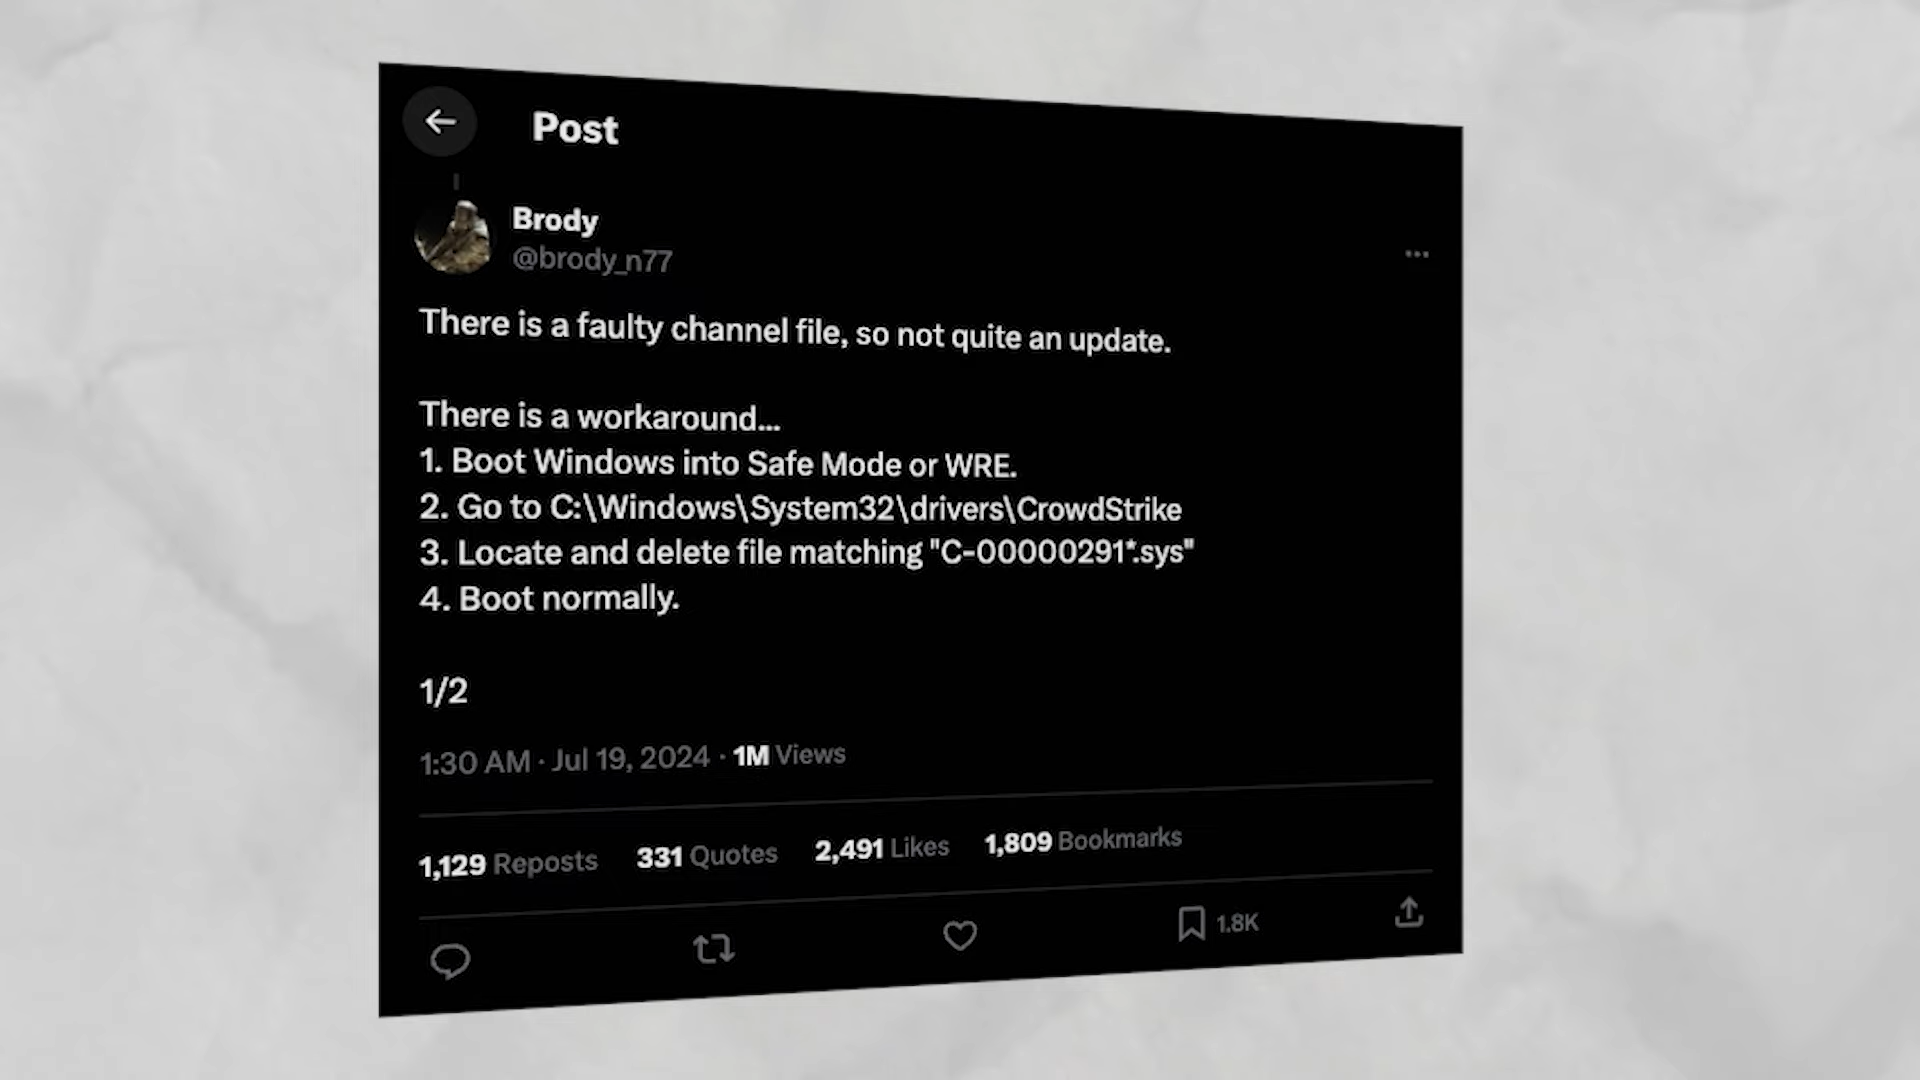 Post
Brody
@brody_n77
There is a faulty channel file, so not quite an update.
There is a workaround...
1. Boot Windows into Safe Mode or WRE.
2. Go to C:\Windows\System32\drivers\CrowdStrike
3. Locate and delete file matching "C-00000291*.sys"
4. Boot normally.
1/2
1:30 AM · Jul 19, 2024 · 1M Views
1,129 Reposts 331 Quotes 2,491 Likes 1,809 Bookmarks
1.8K